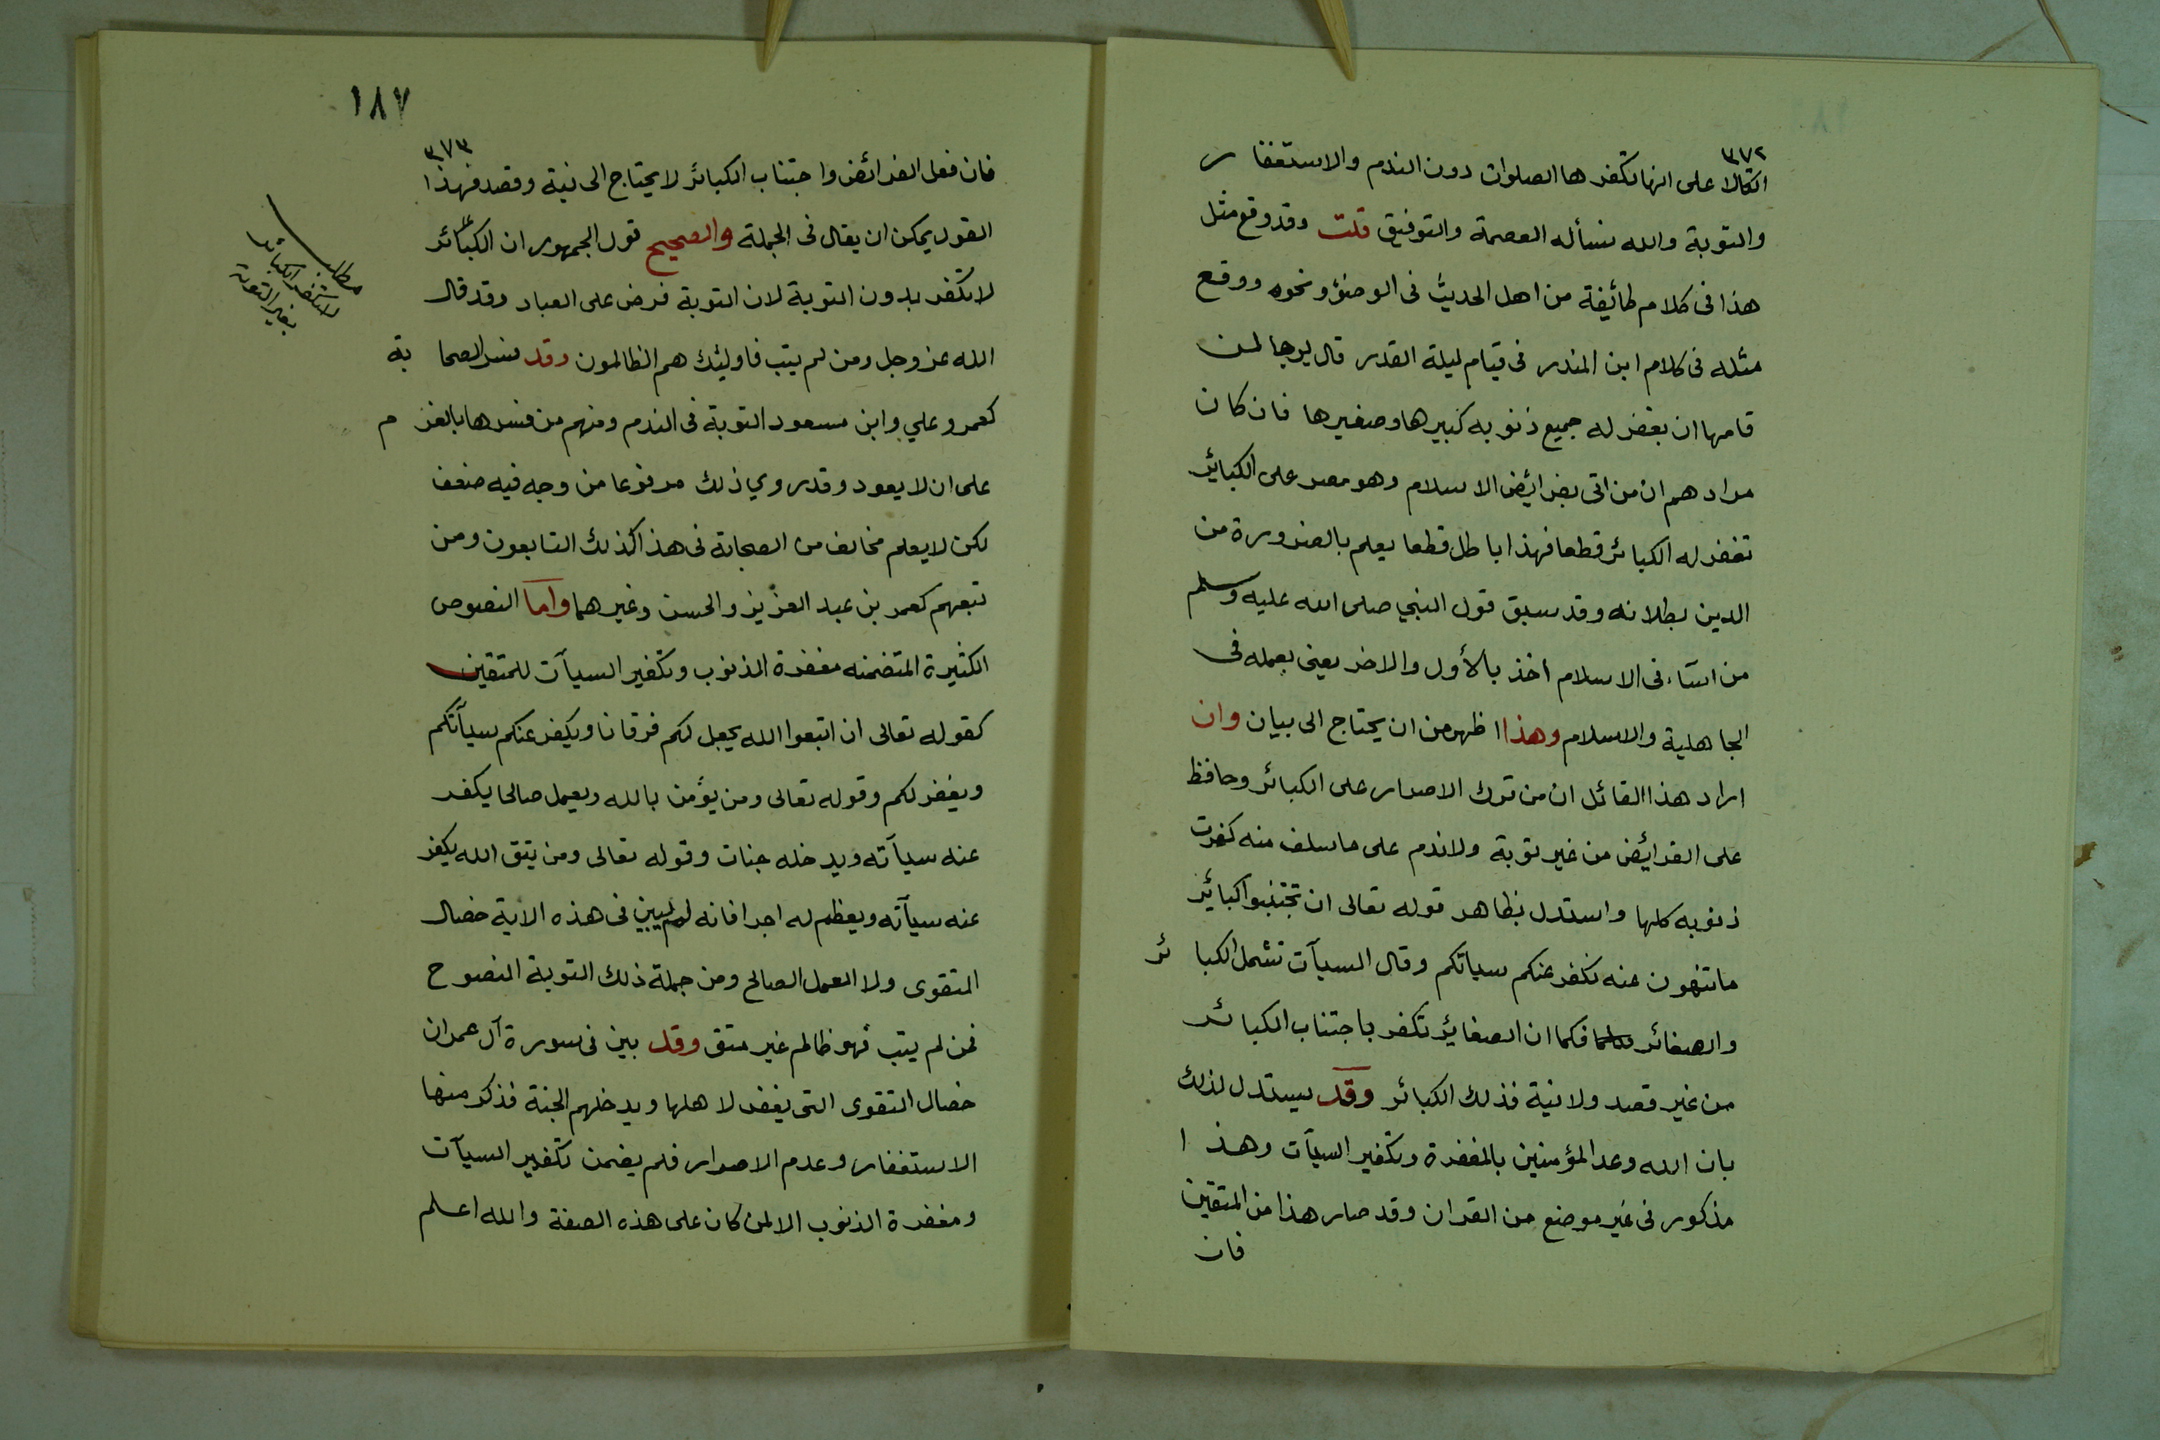 ٣٧٢
اتكالا على انها تكفرها الصلوات دون الندم والاستغفار
والتوبة والله نسأله العصمة والتوفيق قلت وقد وقع مثل
هذا فى كلام طائفة من اهل الحديث فى الوضؤ ونحوه ووقع
مثله فى كلام ابن المنذر فى قيام ليلة القدر قال يرجا لمن
قامها ان يغفر له جميع ذنوبه كبيرها وصغيرها فان كان
مرادهم ان من اتى بفرائض الاسلام وهو مصر على الكبائر
تغفر له الكبائر قطعا فهذا باطل قطعا يعلم بالضرورة من
الدين بطلانه وقد سبق قول النبي صلى الله عليه وسلم
من اساء فى الاسلام أخذ بالأول والاخر يعنى بعمله فى
الجاهلية والاسلام وهذا اظهر من ان يحتاج الى بيان وان
اراد هذا القائل ان من ترك الاصرار على الكبائر وحافظ
على الفرائض من غير توبة ولا ندم على ما سلف منه كفرت
ذنوبه كلها واستدل بظاهر قوله تعالى ان تجتنبوا كبائر
ما تنهون عنه نكفر عنكم سياتكم وقال السيآت تشمل الكبائر
والصغائر فكما ان الصغائر تكفر باجتناب الكبائر
من غير قصد ولا نية فذلك الكبائر وقد يستدل لذلك
بان الله وعد المؤمنين بالمغفرة وتكفير السيآت وهذا
مذكور فى غير موضع من القران وقد صار هذا من المتقين
فان
١٨٧
٣٧٣
فان فعل الفرائض واجتناب الكبائر لا يحتاج الى نية وقصد فهذا
القول يمكن ان يقال فى الجملة والصحيح قول الجمهور ان الكبائر
لا تكفر بدون التوبة لان التوبة فرض على العباد وقد قال
الله عز وجل ومن لم يتب فاولئك هم الظالمون وقد فسر الصحابة
كعمر وعلي وابن مسعود التوبة فى الندم ومنهم من فسرها بالعزم
على ان لا يعود وقد روي ذلك مرفوعا من وجه فيه ضعف
لكن لا يعلم مخالف من الصحابة فى هذا كذلك التابعون ومن
تبعهم كعمر بن عبد العزيز والحسن وغيرهما واما النصوص
الكثيرة المتضمنه مغفرة الذنوب وتكفير السيآت للمتقين
كقوله تعالى ان اتبعوا الله يجعل لكم فرقانا ويكفر عنكم سيآتكم
ويغفر لكم وقوله تعالى ومن يؤمن بالله ويعمل صالحا يكفر
عنه سيآته ويدخله جنات وقوله تعالى ومن يتق الله يكفر
عنه سيآته ويعظم له اجرا فانه لم يبين فى هذه الاية خصال
التقوى ولا العمل الصالح ومن جملة ذلك التوبة النصوح
فمن لم يتب فهو ظالم غير متق وقد بين فى سورة آل عمران
خصال التقوى التى يغفر لاهلها ويدخلهم الجنة فذكر منها
الاستغفار وعدم الاصرار فلم يضمن تكفير السيآت
ومغفرة الذنوب الا لمن كان على هذه الصفة والله اعلم
مطلب
لا تكفر الكبائر
بغير التوبة